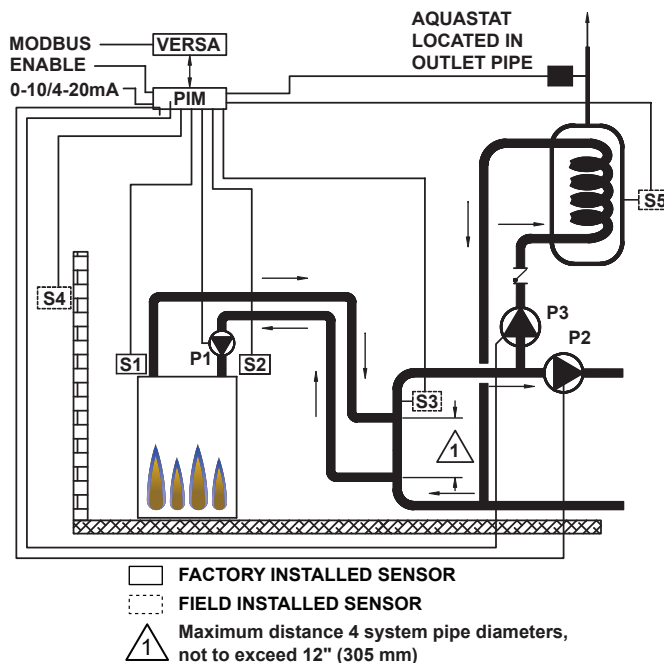 MODBUS
VERSA
ENABLE
0-10/4-20mA
PIM
AQUASTAT
LOCATED IN
OUTLET PIPE
S5
S4
P3
P2
S1
P1
S2
S3
1
FACTORY INSTALLED SENSOR
FIELD INSTALLED SENSOR
1
Maximum distance 4 system pipe diameters,
not to exceed 12" (305 mm)